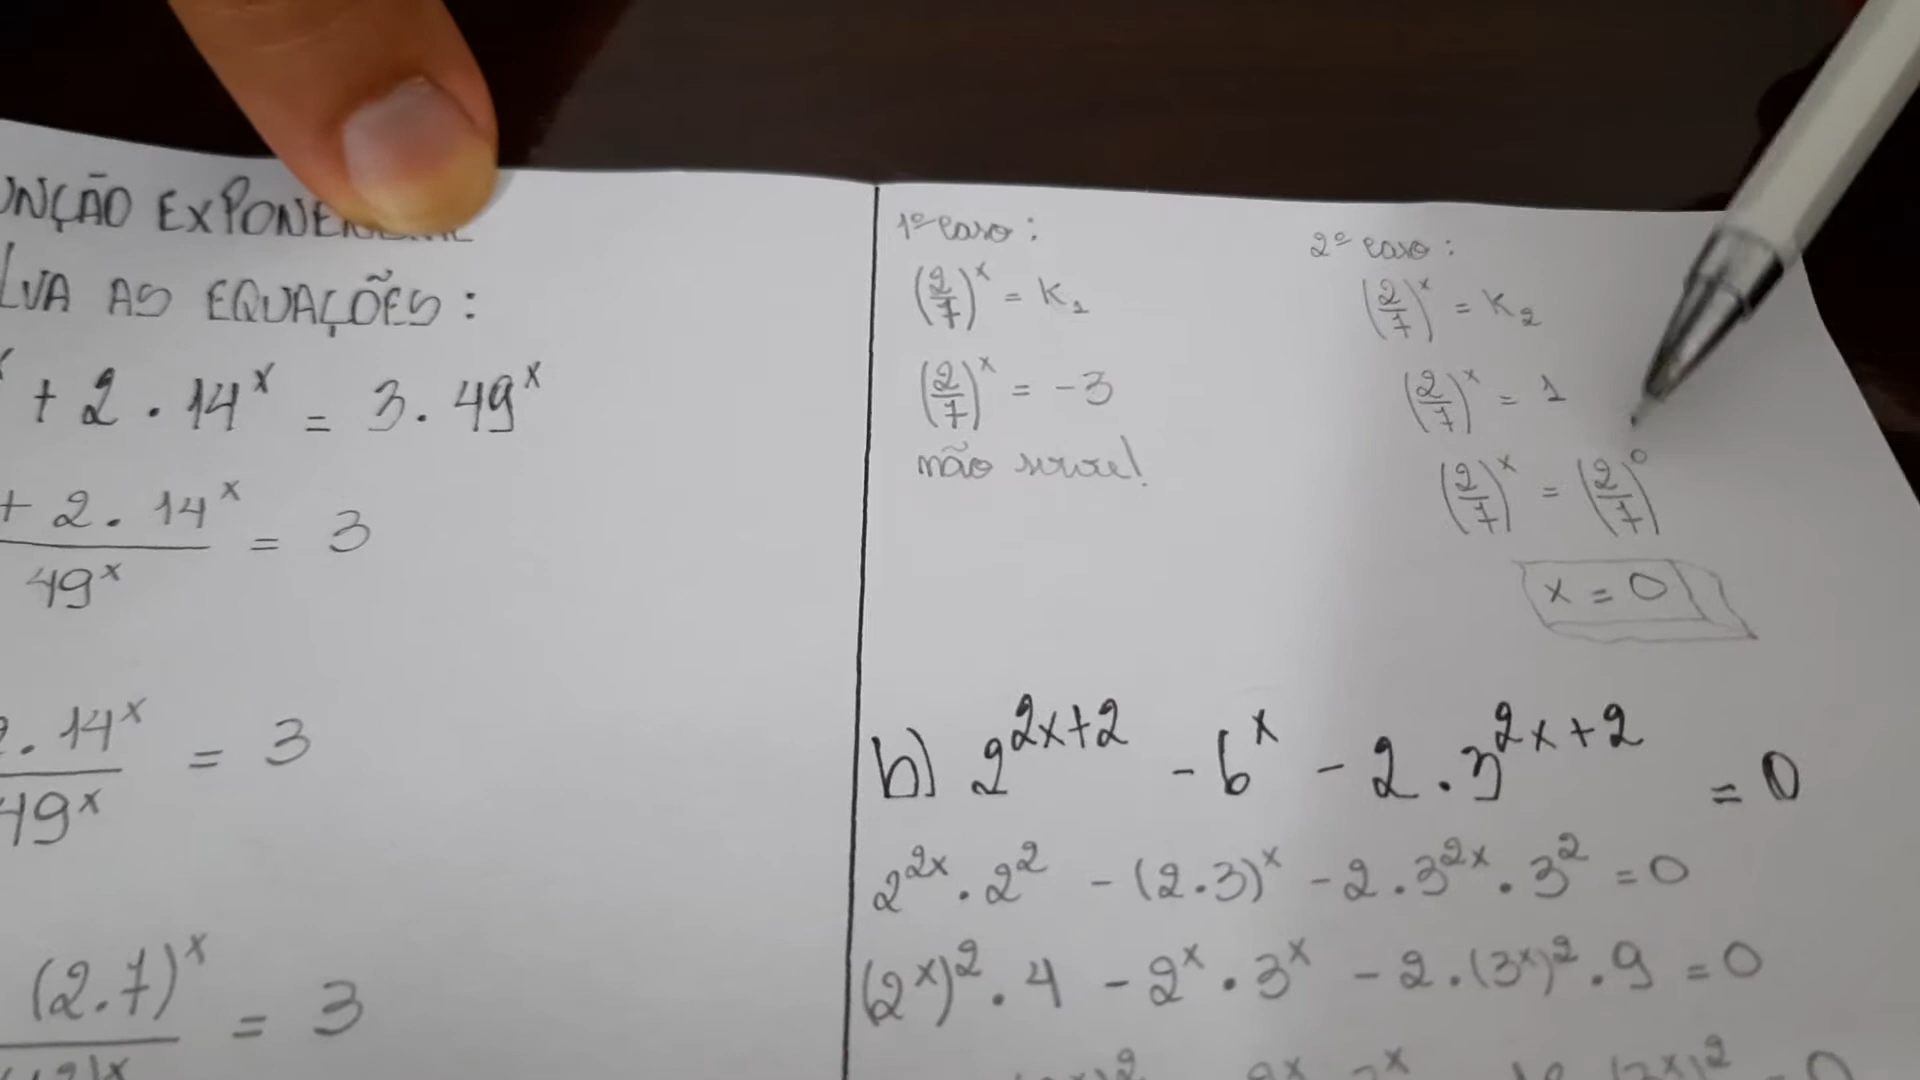 UNÇÃO EXPONE
LVA AS EQUAÇÕES:
+ 2 . 14^x = 3 . 49^x
+ 2 . 14^x = 3
49^x
. 14^x = 3
49^x
(2.7)^x = 3
1º caso:
(2/7)^x = K_1
(2/7)^x = -3
não serve!
2º caso:
(2/7)^x = K_2
(2/7)^x = 1
(2/7)^x = (2/7)^0
x = 0
b) 2^{2x+2} - 6^x - 2 . 3^{2x+2} = 0
2^{2x} . 2^2 - (2.3)^x - 2 . 3^{2x} . 3^2 = 0
(2^x)^2 . 4 - 2^x . 3^x - 2 . (3^x)^2 . 9 = 0